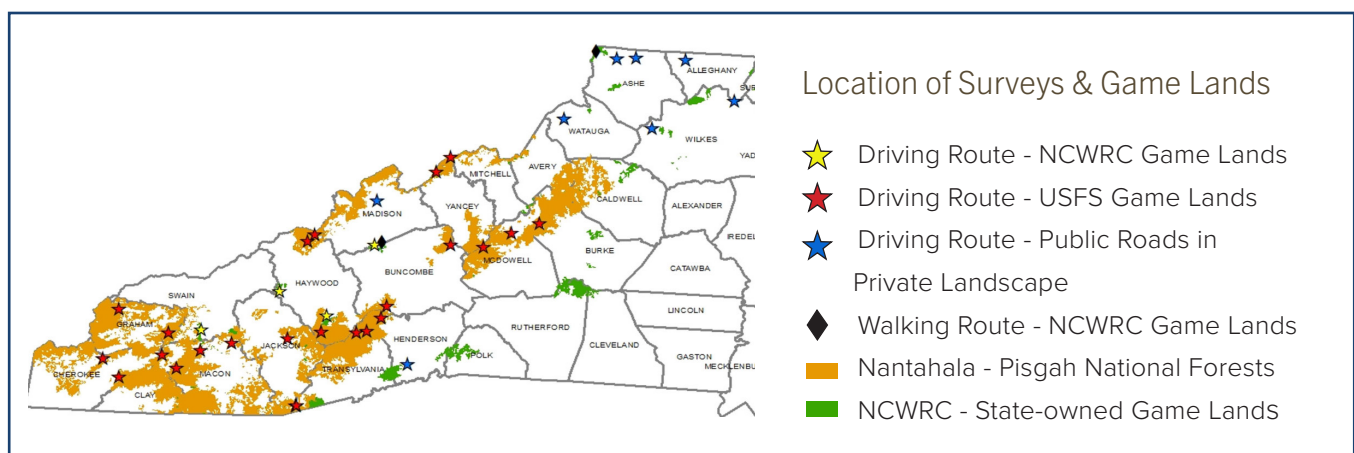 Location of Surveys & Game Lands
Driving Route - NCWRC Game Lands
Driving Route - USFS Game Lands
Driving Route - Public Roads in
Private Landscape
Walking Route - NCWRC Game Lands
Nantahala - Pisgah National Forests
NCWRC - State-owned Game Lands
ALLEGHANY
ASHE
SUR
WATAUGA
WILKES
YAD
AVERY
MITCHELL
CALDWELL
YANCEY
ALEXANDER
MADISON
IREDEL
BURKE
MCDOWELL
BUNCOMBE
CATAWBA
HAYWOOD
SWAIN
LINCOLN
GRAHAM
RUTHERFORD
CLEVELAND
HENDERSON
JACKSON
POLK
GASTON
MECKLENBU
TRANSYLVANIA
CHEROKEE
MACON
CLAY